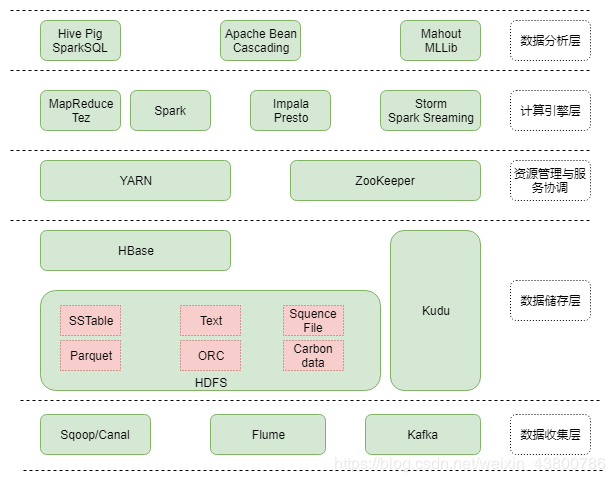 Hive Pig
SparkSQL
Apache Bean
Cascading
Mahout
MLLib
数据分析层
MapReduce
Tez
Spark
Impala
Presto
Storm
Spark Sreaming
计算引擎层
YARN
ZooKeeper
资源管理与服
务协调
HBase
Kudu
数据储存层
SSTable
Text
Squence
File
Parquet
ORC
Carbon
data
HDFS
Sqoop/Canal
Flume
Kafka
数据收集层
https://blog.csdn.net/weixin_43800786